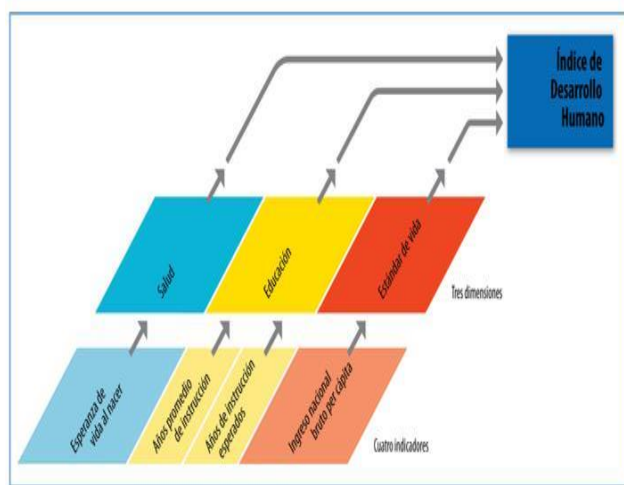 Índice de
Desarrollo
Humano
Salud
Educación
Estándar de vida
Tres dimensiones
Esperanza de
vida al nacer
Años promedio
de instrucción
Años de instrucción
esperados
Ingreso nacional
bruto per cápita
Cuatro indicadores